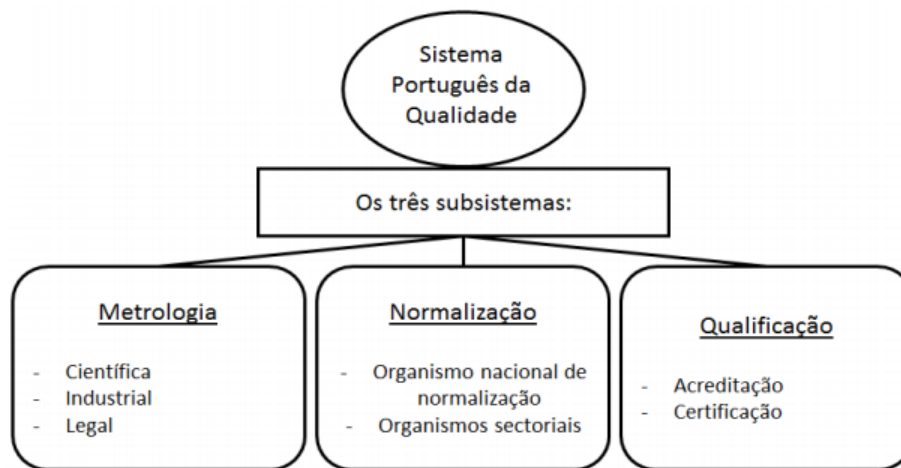 Sistema
Português da
Qualidade
Os três subsistemas:
Metrologia
- Científica
- Industrial
- Legal
Normalização
- Organismo nacional de
normalização
- Organismos sectoriais
Qualificação
- Acreditação
- Certificação